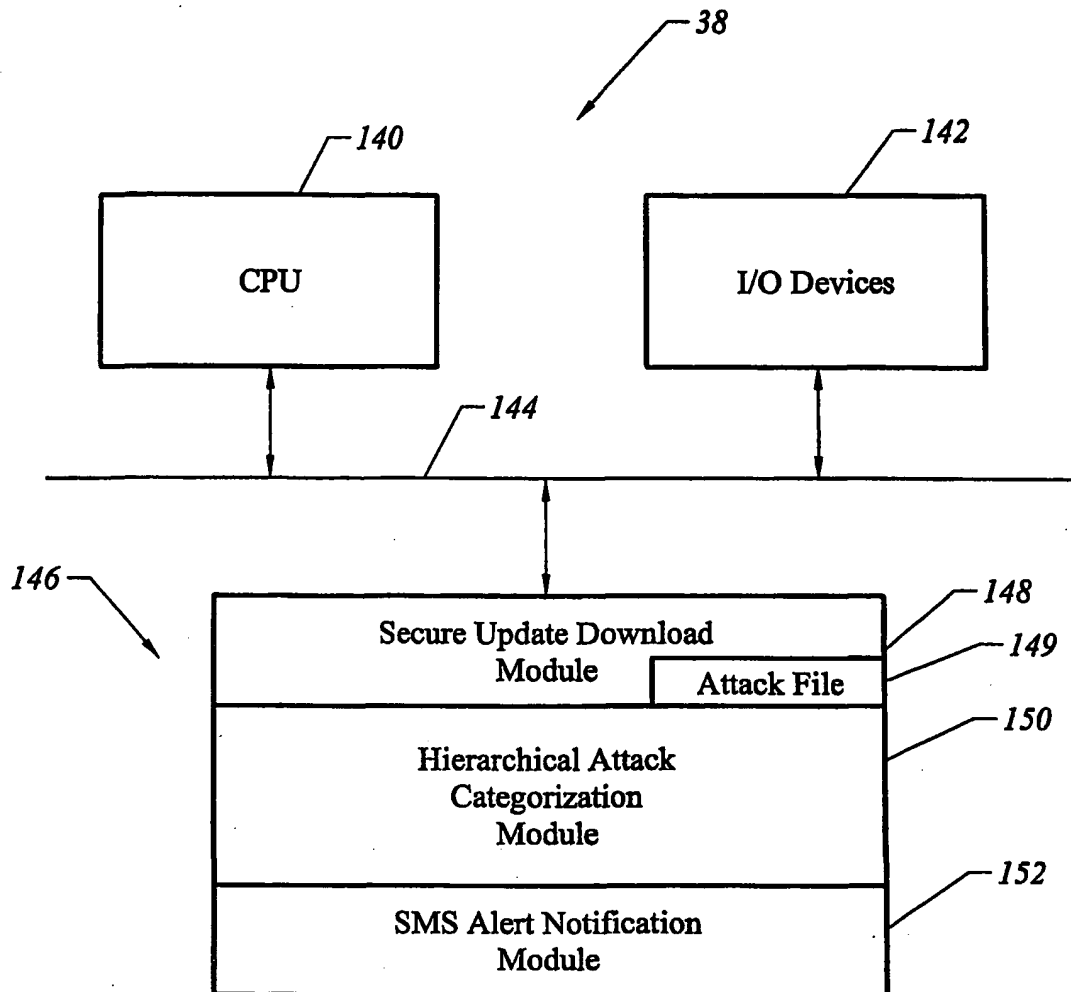 38
140
142
CPU
I/O Devices
144
146
148
Secure Update Download
Module
149
Attack File
150
Hierarchical Attack
Categorization
Module
152
SMS Alert Notification
Module